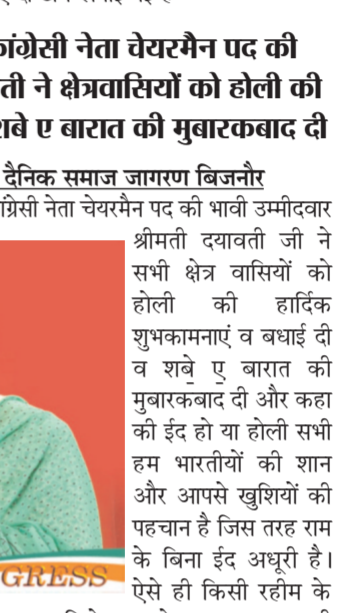 कांग्रेसी नेता चेयरमैन पद की
ती ने क्षेत्रवासियों को होली की
शबे ए बारात की मुबारकबाद दी
दैनिक समाज जागरण बिजनौर
कांग्रेसी नेता चेयरमैन पद की भावी उम्मीदवार
श्रीमती दयावती जी ने
सभी क्षेत्र वासियों को
होली की हार्दिक
शुभकामनाएं व बधाई दी
व शबे ए बारात की
मुबारकबाद दी और कहा
की ईद हो या होली सभी
हम भारतीयों की शान
और आपसे खुशियों की
पहचान है जिस तरह राम
के बिना ईद अधूरी है।
ऐसे ही किसी रहीम के
GRESS